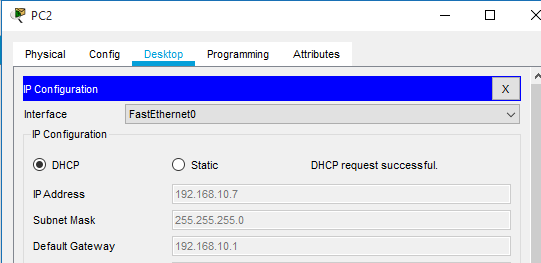 PC2
Physical Config Desktop Programming Attributes
IP Configuration X
Interface FastEthernet0
IP Configuration
DHCP Static DHCP request successful.
IP Address 192.168.10.7
Subnet Mask 255.255.255.0
Default Gateway 192.168.10.1